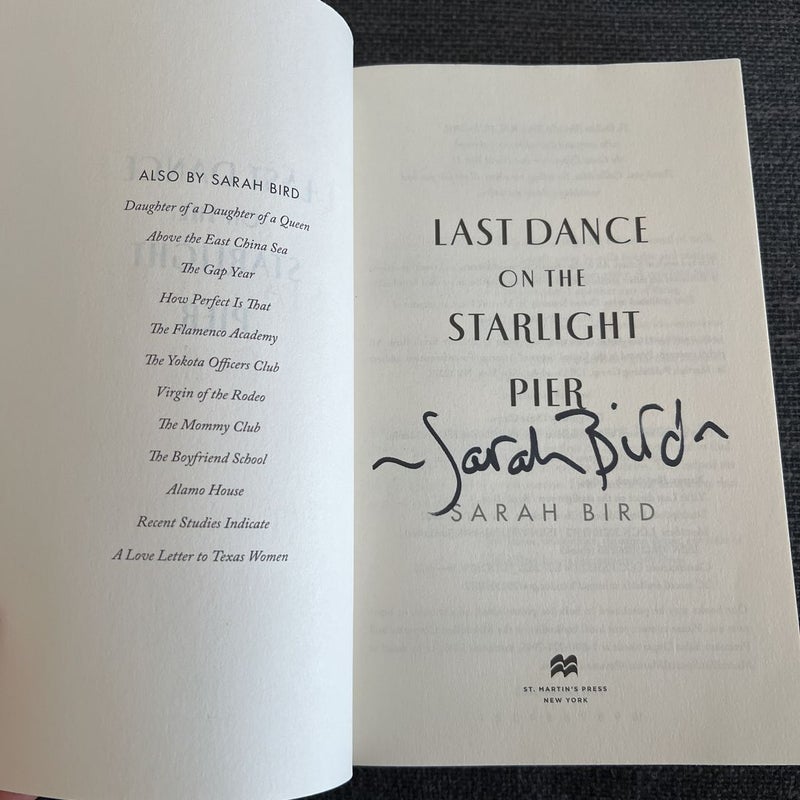 ALSO BY SARAH BIRD
Daughter of a Daughter of a Queen
Above the East China Sea
The Gap Year
How Perfect Is That
The Flamenco Academy
The Yokota Officers Club
Virgin of the Rodeo
The Mommy Club
The Boyfriend School
Alamo House
Recent Studies Indicate
A Love Letter to Texas Women
LAST DANCE
ON THE
STARLIGHT
PIER
~Sarah Bird~
SARAH BIRD
ST. MARTIN'S PRESS
NEW YORK